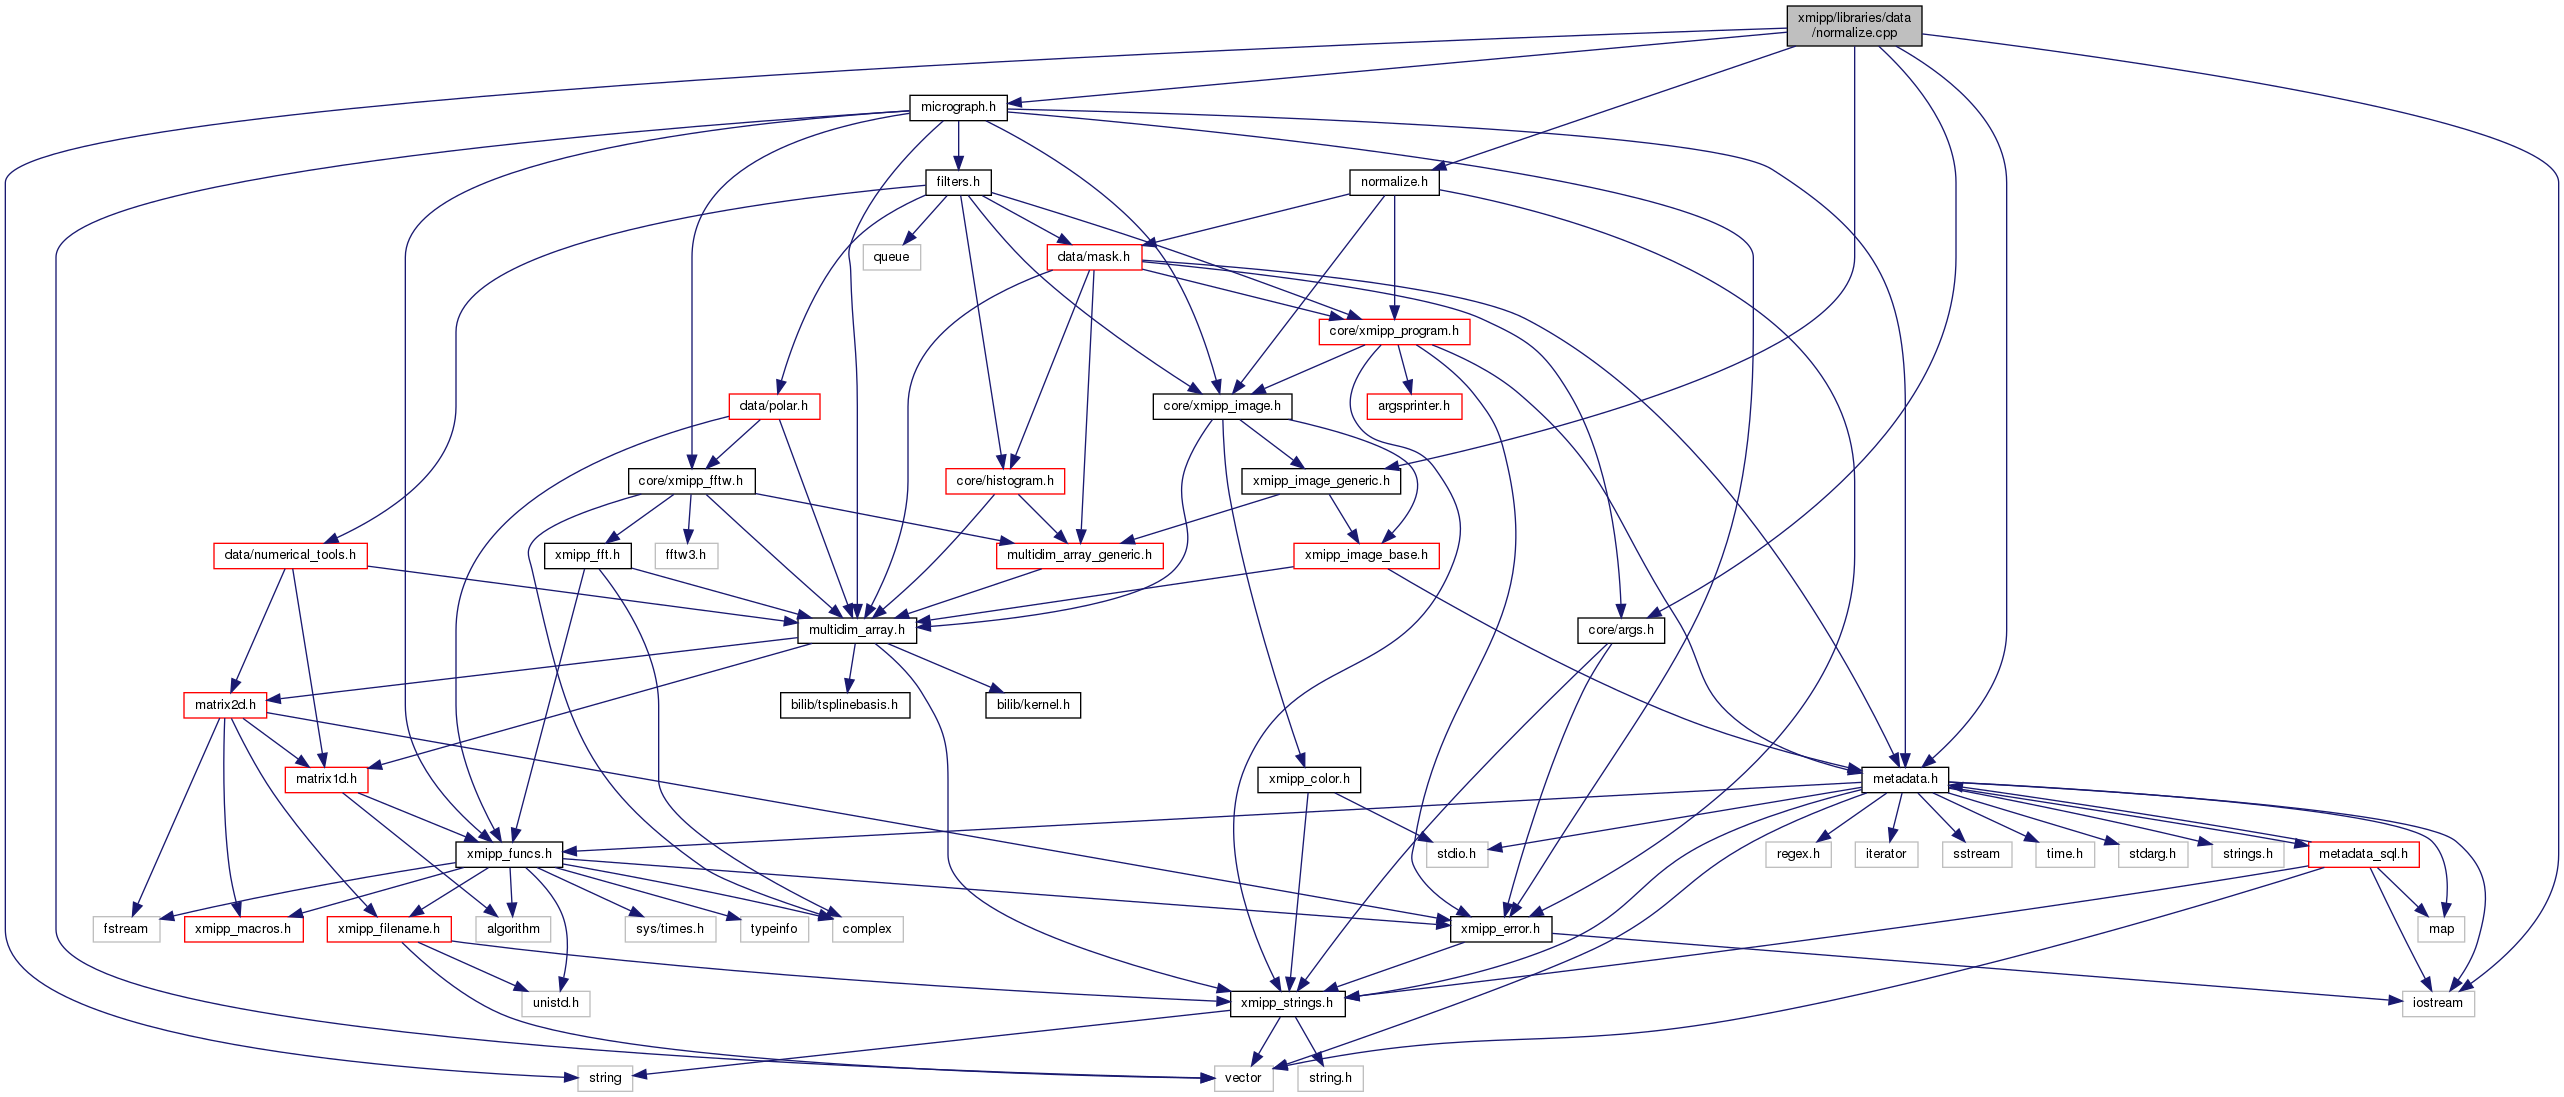 xmipp/libraries/data
/normalize.cpp
micrograph.h
filters.h
normalize.h
queue
data/mask.h
core/xmipp_program.h
data/polar.h
core/xmipp_image.h
argsprinter.h
core/xmipp_fftw.h
core/histogram.h
xmipp_image_generic.h
data/numerical_tools.h
xmipp_fft.h
fftw3.h
multidim_array_generic.h
xmipp_image_base.h
multidim_array.h
core/args.h
matrix2d.h
bilib/tsplinebasis.h
bilib/kernel.h
matrix1d.h
xmipp_color.h
metadata.h
xmipp_funcs.h
stdio.h
regex.h
iterator
sstream
time.h
stdarg.h
strings.h
metadata_sql.h
fstream
xmipp_macros.h
xmipp_filename.h
algorithm
sys/times.h
typeinfo
complex
xmipp_error.h
map
unistd.h
xmipp_strings.h
iostream
string
vector
string.h